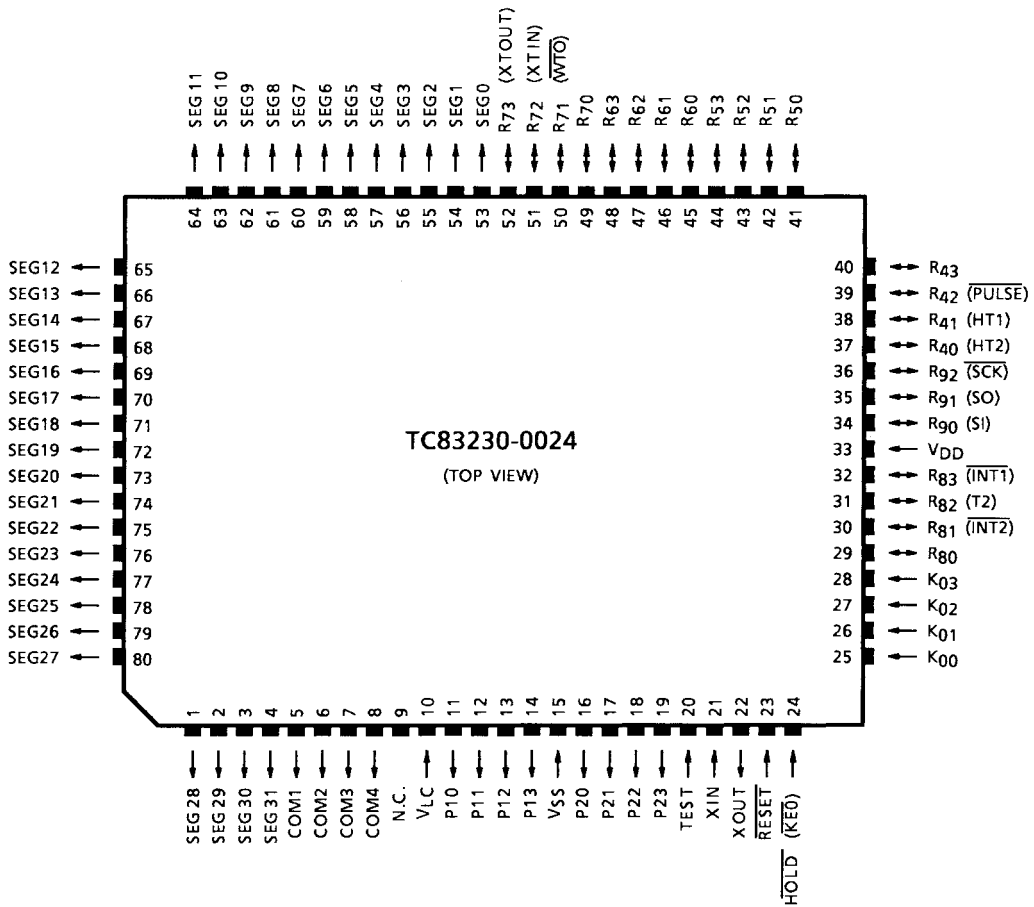 SEG11 SEG10 SEG9 SEG8 SEG7 SEG6 SEG5 SEG4 SEG3 SEG2 SEG1 SEG0 R73 (XTOUT) R72 (XTIN) R71 (WTO) R70 R63 R62 R61 R60 R53 R52 R51 R50
64 63 62 61 60 59 58 57 56 55 54 53 52 51 50 49 48 47 46 45 44 43 42 41
SEG12 65
SEG13 66
SEG14 67
SEG15 68
SEG16 69
SEG17 70
SEG18 71
SEG19 72
SEG20 73
SEG21 74
SEG22 75
SEG23 76
SEG24 77
SEG25 78
SEG26 79
SEG27 80
TC83230-0024
(TOP VIEW)
40 R43
39 R42 (PULSE)
38 R41 (HT1)
37 R40 (HT2)
36 R92 (SCK)
35 R91 (SO)
34 R90 (SI)
33 VDD
32 R83 (INT1)
31 R82 (T2)
30 R81 (INT2)
29 R80
28 K03
27 K02
26 K01
25 K00
1 2 3 4 5 6 7 8 9 10 11 12 13 14 15 16 17 18 19 20 21 22 23 24
SEG28 SEG29 SEG30 SEG31 COM1 COM2 COM3 COM4 N.C. VLC P10 P11 P12 P13 VSS P20 P21 P22 P23 TEST XIN XOUT RESET HOLD (KE0)